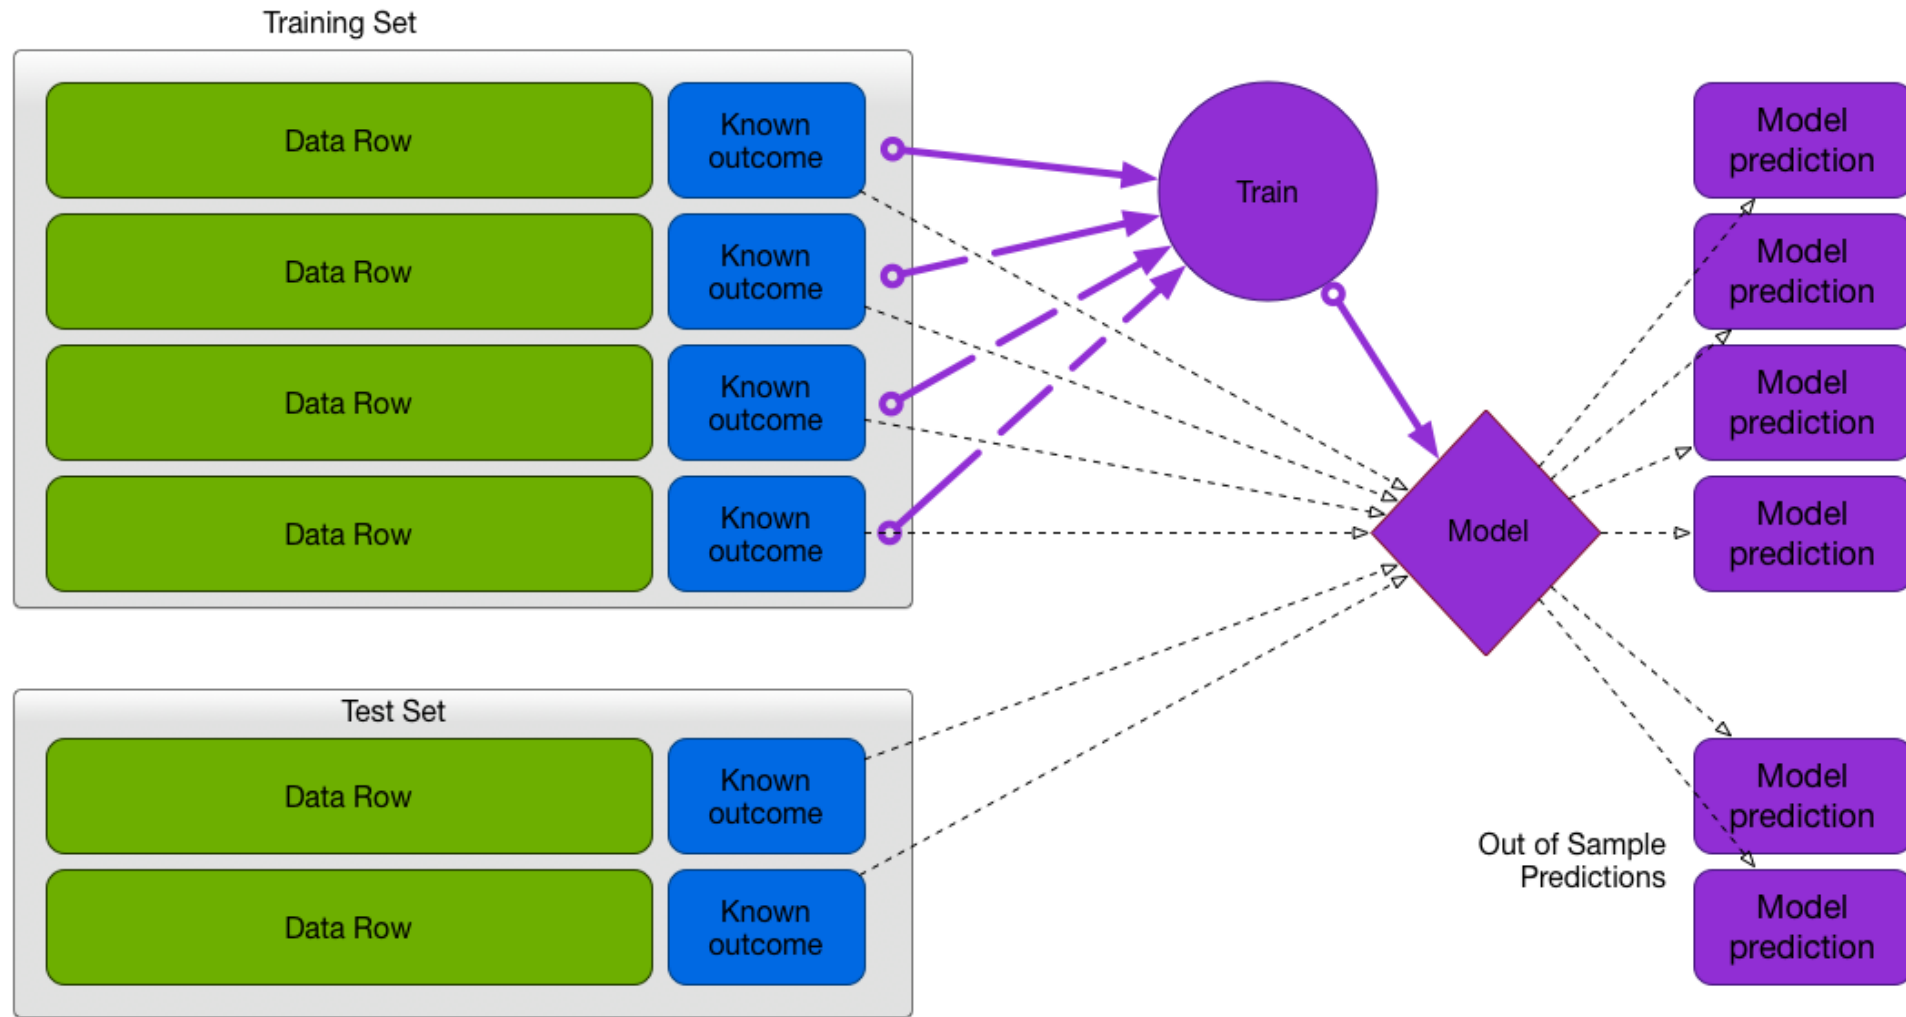 Training Set
Data Row
Known
outcome
Data Row
Known
outcome
Data Row
Known
outcome
Data Row
Known
outcome
Train
Model
Model
prediction
Model
prediction
Model
prediction
Model
prediction
Test Set
Data Row
Known
outcome
Data Row
Known
outcome
Out of Sample
Predictions
Model
prediction
Model
prediction